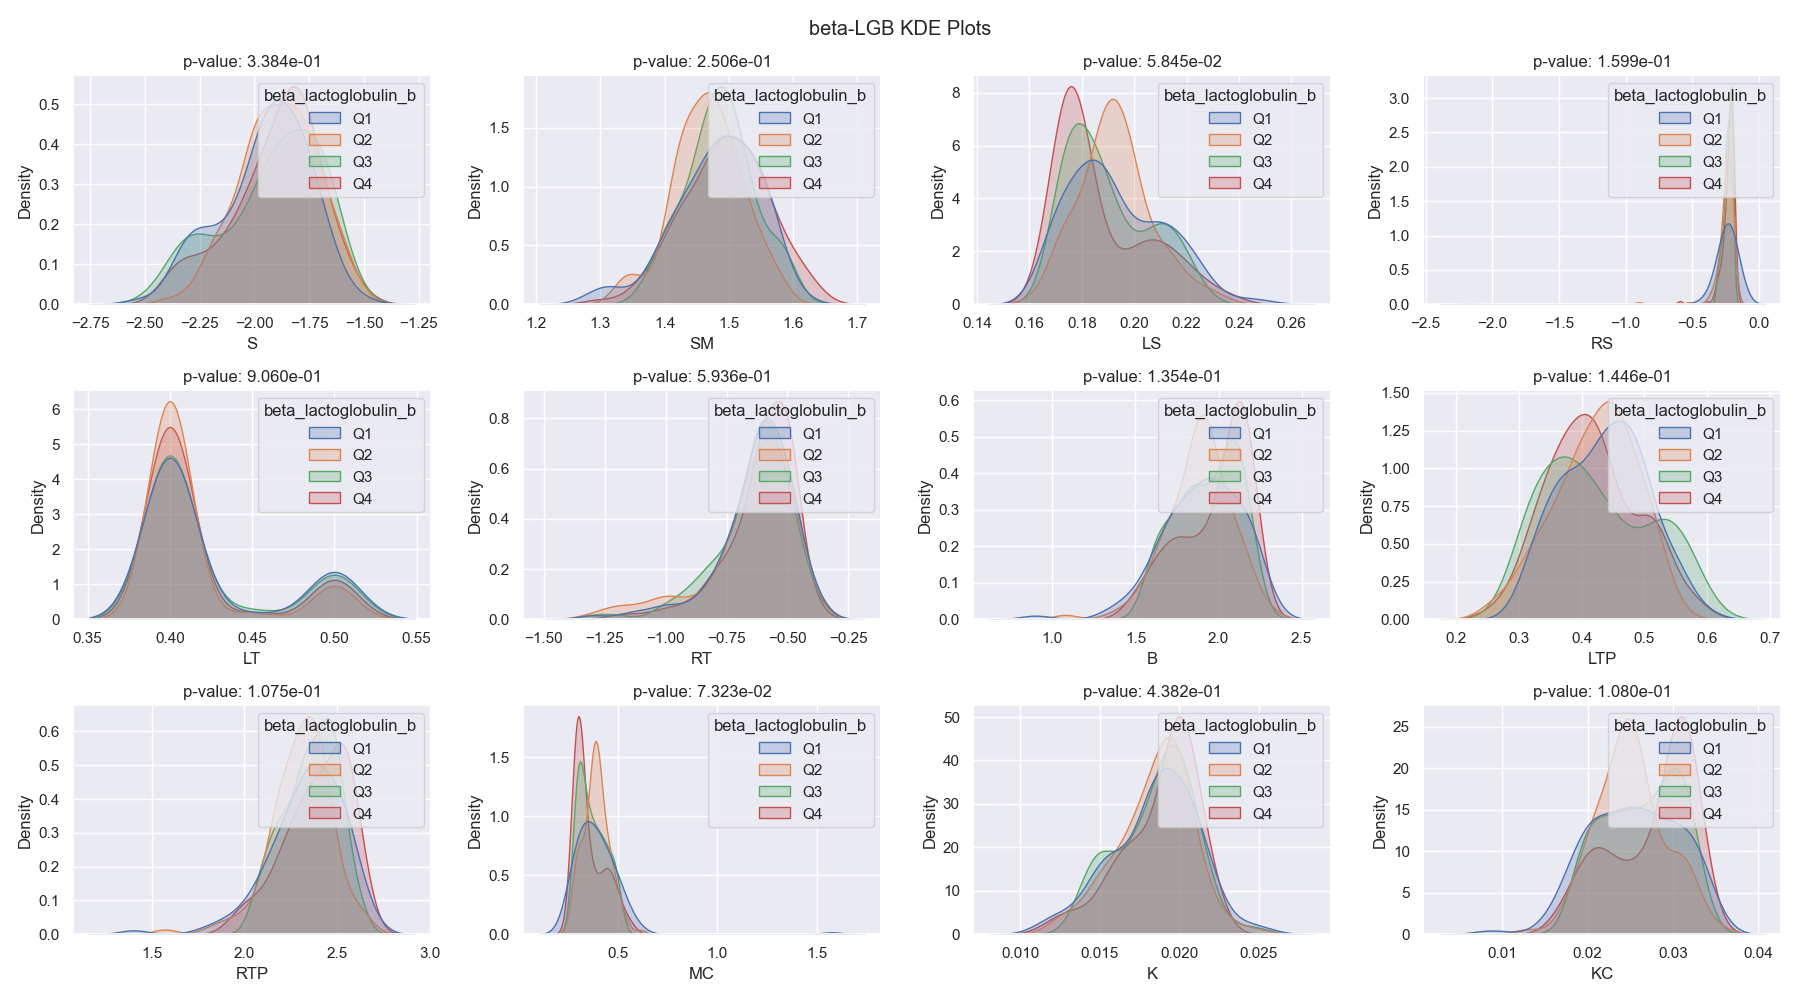 beta-LGB KDE Plots
p-value: 3.384e-01
Density
0.5
0.4
0.3
0.2
0.1
0.0
beta_lactoglobulin_b
Q1
Q2
Q3
Q4
−2.75 −2.50 −2.25 −2.00 −1.75 −1.50 −1.25
S
p-value: 2.506e-01
Density
1.5
1.0
0.5
0.0
beta_lactoglobulin_b
Q1
Q2
Q3
Q4
1.2 1.3 1.4 1.5 1.6 1.7
SM
p-value: 5.845e-02
Density
8
6
4
2
0
beta_lactoglobulin_b
Q1
Q2
Q3
Q4
0.14 0.16 0.18 0.20 0.22 0.24 0.26
LS
p-value: 1.599e-01
Density
3.0
2.5
2.0
1.5
1.0
0.5
0.0
beta_lactoglobulin_b
Q1
Q2
Q3
Q4
−2.5 −2.0 −1.5 −1.0 −0.5 0.0
RS
p-value: 9.060e-01
Density
6
5
4
3
2
1
0
beta_lactoglobulin_b
Q1
Q2
Q3
Q4
0.35 0.40 0.45 0.50 0.55
LT
p-value: 5.936e-01
Density
0.8
0.6
0.4
0.2
0.0
beta_lactoglobulin_b
Q1
Q2
Q3
Q4
−1.50 −1.25 −1.00 −0.75 −0.50 −0.25
RT
p-value: 1.354e-01
Density
0.6
0.5
0.4
0.3
0.2
0.1
0.0
beta_lactoglobulin_b
Q1
Q2
Q3
Q4
1.0 1.5 2.0 2.5
B
p-value: 1.446e-01
Density
1.50
1.25
1.00
0.75
0.50
0.25
0.00
beta_lactoglobulin_b
Q1
Q2
Q3
Q4
0.2 0.3 0.4 0.5 0.6 0.7
LTP
p-value: 1.075e-01
Density
0.6
0.5
0.4
0.3
0.2
0.1
0.0
beta_lactoglobulin_b
Q1
Q2
Q3
Q4
1.5 2.0 2.5 3.0
RTP
p-value: 7.323e-02
Density
1.5
1.0
0.5
0.0
beta_lactoglobulin_b
Q1
Q2
Q3
Q4
0.5 1.0 1.5
MC
p-value: 4.382e-01
Density
50
40
30
20
10
0
beta_lactoglobulin_b
Q1
Q2
Q3
Q4
0.010 0.015 0.020 0.025
K
p-value: 1.080e-01
Density
25
20
15
10
5
0
beta_lactoglobulin_b
Q1
Q2
Q3
Q4
0.01 0.02 0.03 0.04
KC